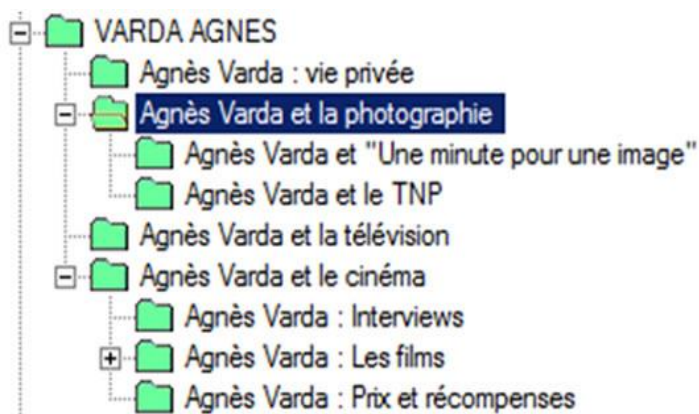 VARDA AGNES
Agnès Varda : vie privée
Agnès Varda et la photographie
Agnès Varda et "Une minute pour une image"
Agnès Varda et le TNP
Agnès Varda et la télévision
Agnès Varda et le cinéma
Agnès Varda : Interviews
Agnès Varda : Les films
Agnès Varda : Prix et récompenses